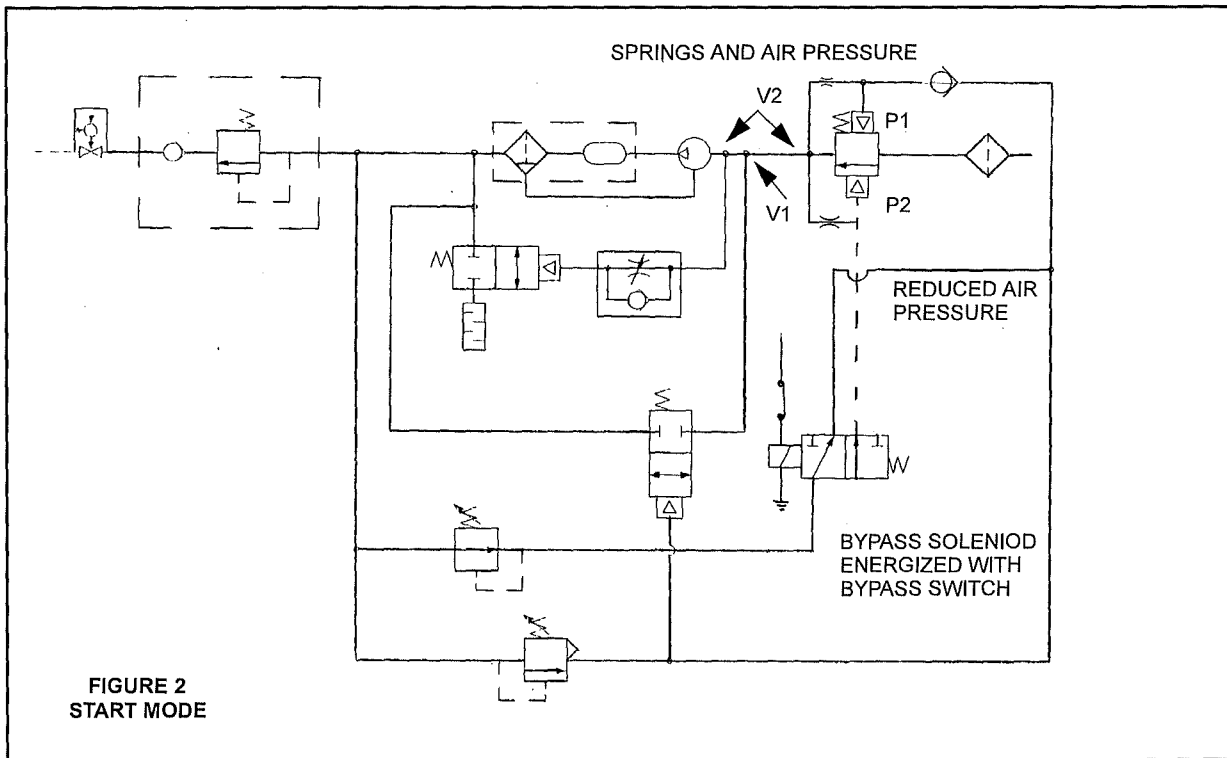 SPRINGS AND AIR PRESSURE
V2
P1
V1
P2
REDUCED AIR
PRESSURE
BYPASS SOLENIOD
ENERGIZED WITH
BYPASS SWITCH
FIGURE 2
START MODE